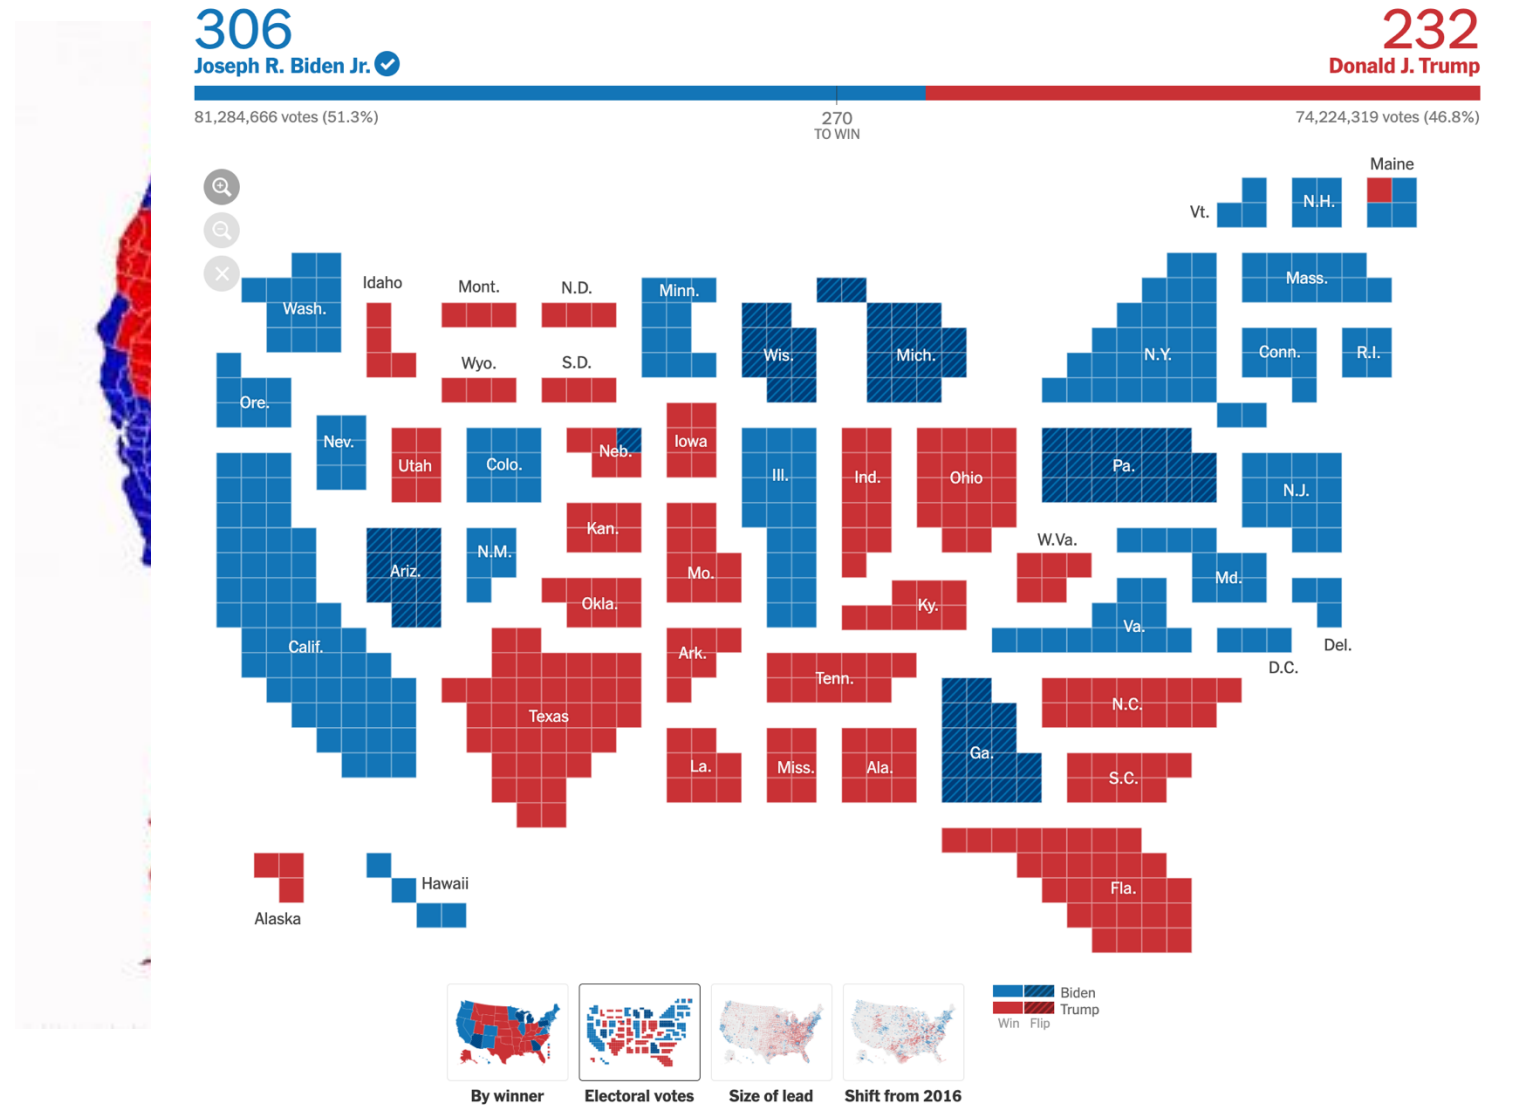 306
232
Joseph R. Biden Jr.
Donald J. Trump
81,284,666 votes (51.3%)
270
TO WIN
74,224,319 votes (46.8%)
Maine
Vt.
N.H.
Wash.
Idaho
Mont.
N.D.
Minn.
Mass.
Wyo.
S.D.
Wis.
Mich.
N.Y.
Conn.
R.I.
Ore.
Nev.
Utah
Colo.
Neb.
Iowa
Ill.
Ind.
Ohio
Pa.
N.J.
Kan.
W.Va.
Ariz.
N.M.
Mo.
Md.
Okla.
Ky.
Va.
Del.
Calif.
Ark.
D.C.
Tenn.
Texas
N.C.
La.
Miss.
Ala.
Ga.
S.C.
Alaska
Hawaii
Fla.
Biden
Trump
Win Flip
By winner
Electoral votes
Size of lead
Shift from 2016